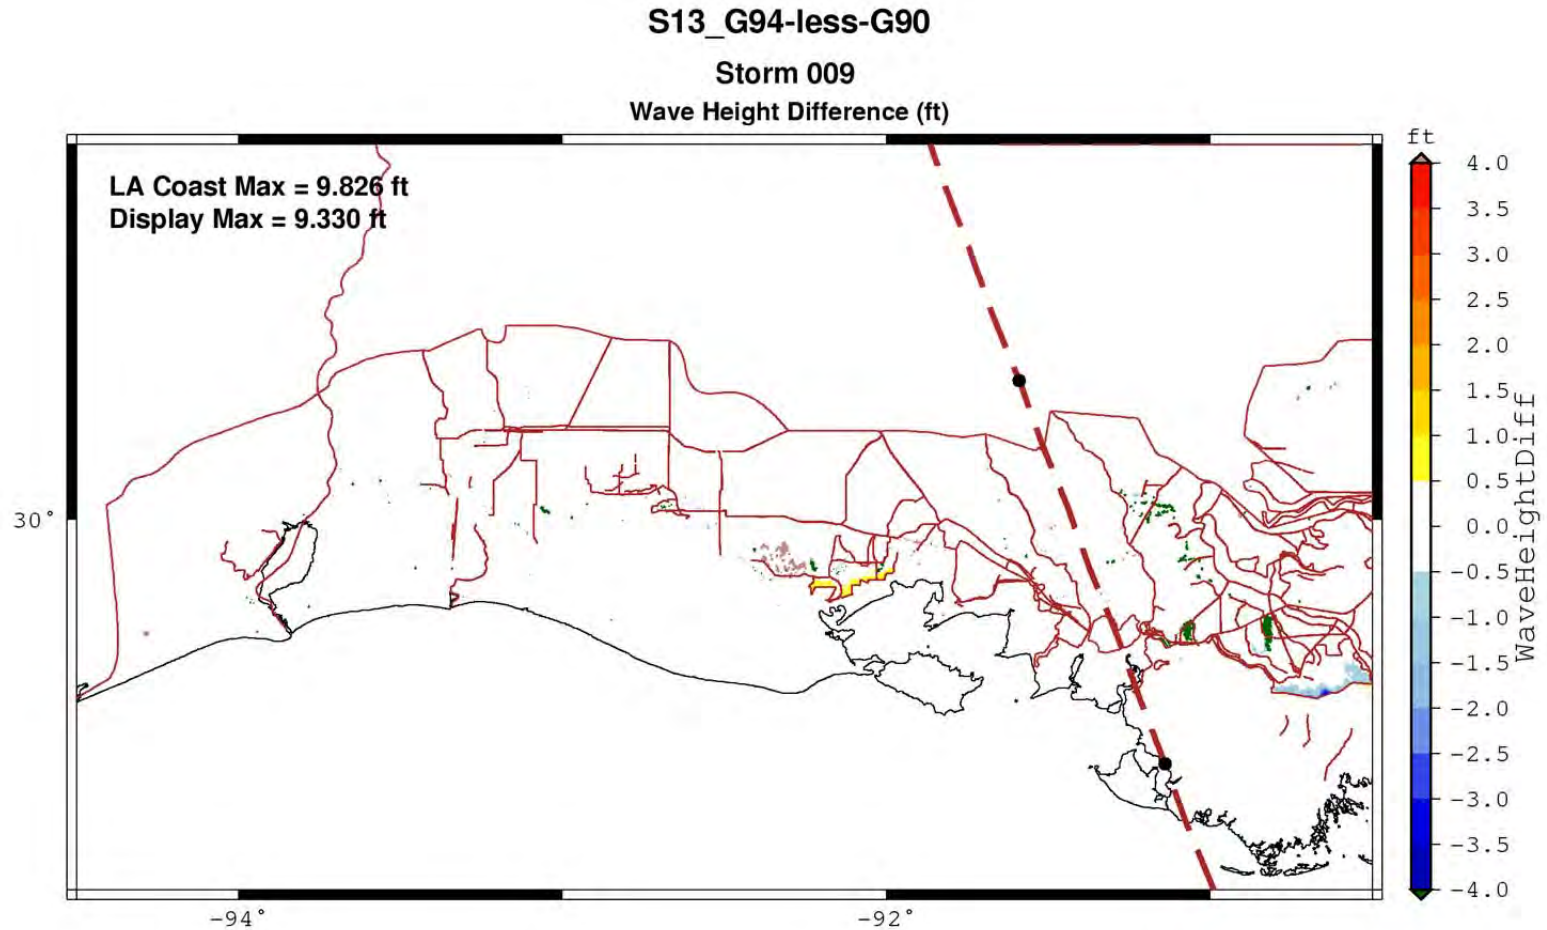 S13_G94-less-G90
Storm 009
Wave Height Difference (ft)
LA Coast Max = 9.826 ft
Display Max = 9.330 ft
ft
4.0
3.5
3.0
2.5
2.0
1.5
1.0
0.5
0.0
-0.5
-1.0
-1.5
-2.0
-2.5
-3.0
-3.5
-4.0
WaveHeightDiff
30°
-94°
-92°